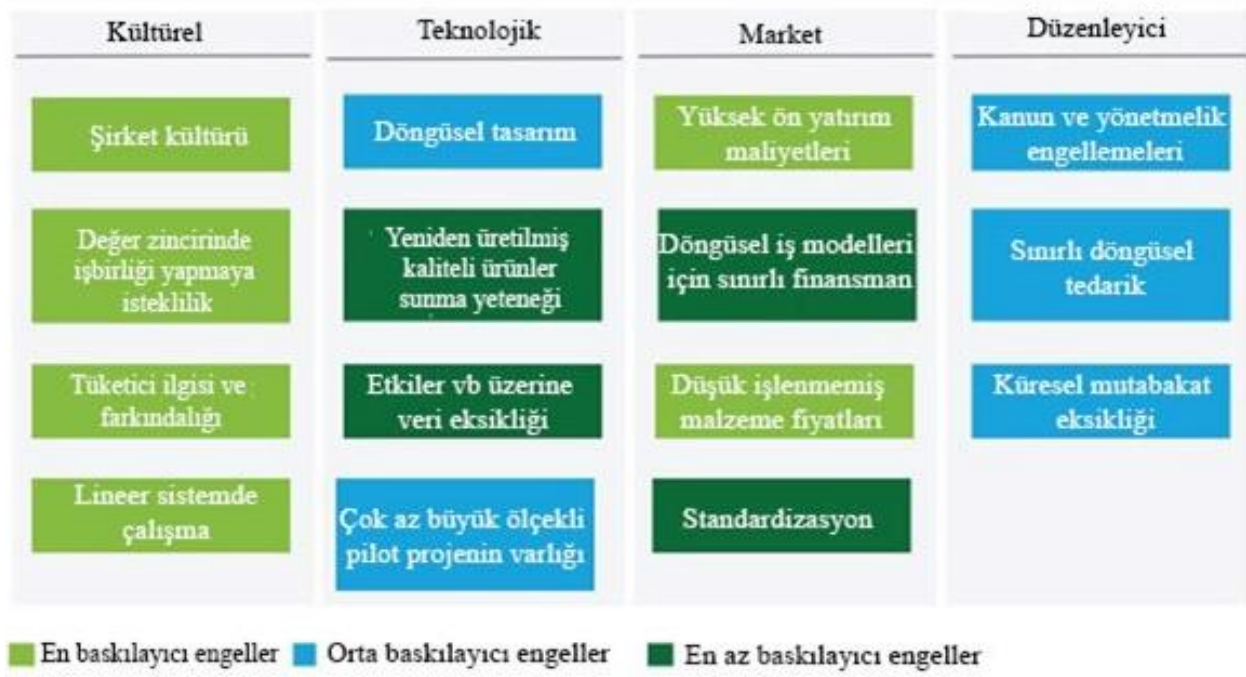 Kültürel
Teknolojik
Market
Düzenleyici
Şirket kültürü
Değer zincirinde
işbirliği yapmaya
isteklilik
Tüketici ilgisi ve
farkındalığı
Lineer sistemde
çalışma
Döngüsel tasarım
Yeniden üretilmiş
kaliteli ürünler
sunma yeteneği
Etkiler vb üzerine
veri eksikliği
Çok az büyük ölçekli
pilot projenin varlığı
Yüksek ön yatırım
maliyetleri
Döngüsel iş modelleri
için sınırlı finansman
Düşük işlenmemiş
malzeme fiyatları
Standardizasyon
Kanun ve yönetmelik
engellemeleri
Sınırlı döngüsel
tedarik
Küresel mutabakat
eksikliği
En baskılayıcı engeller
Orta baskılayıcı engeller
En az baskılayıcı engeller